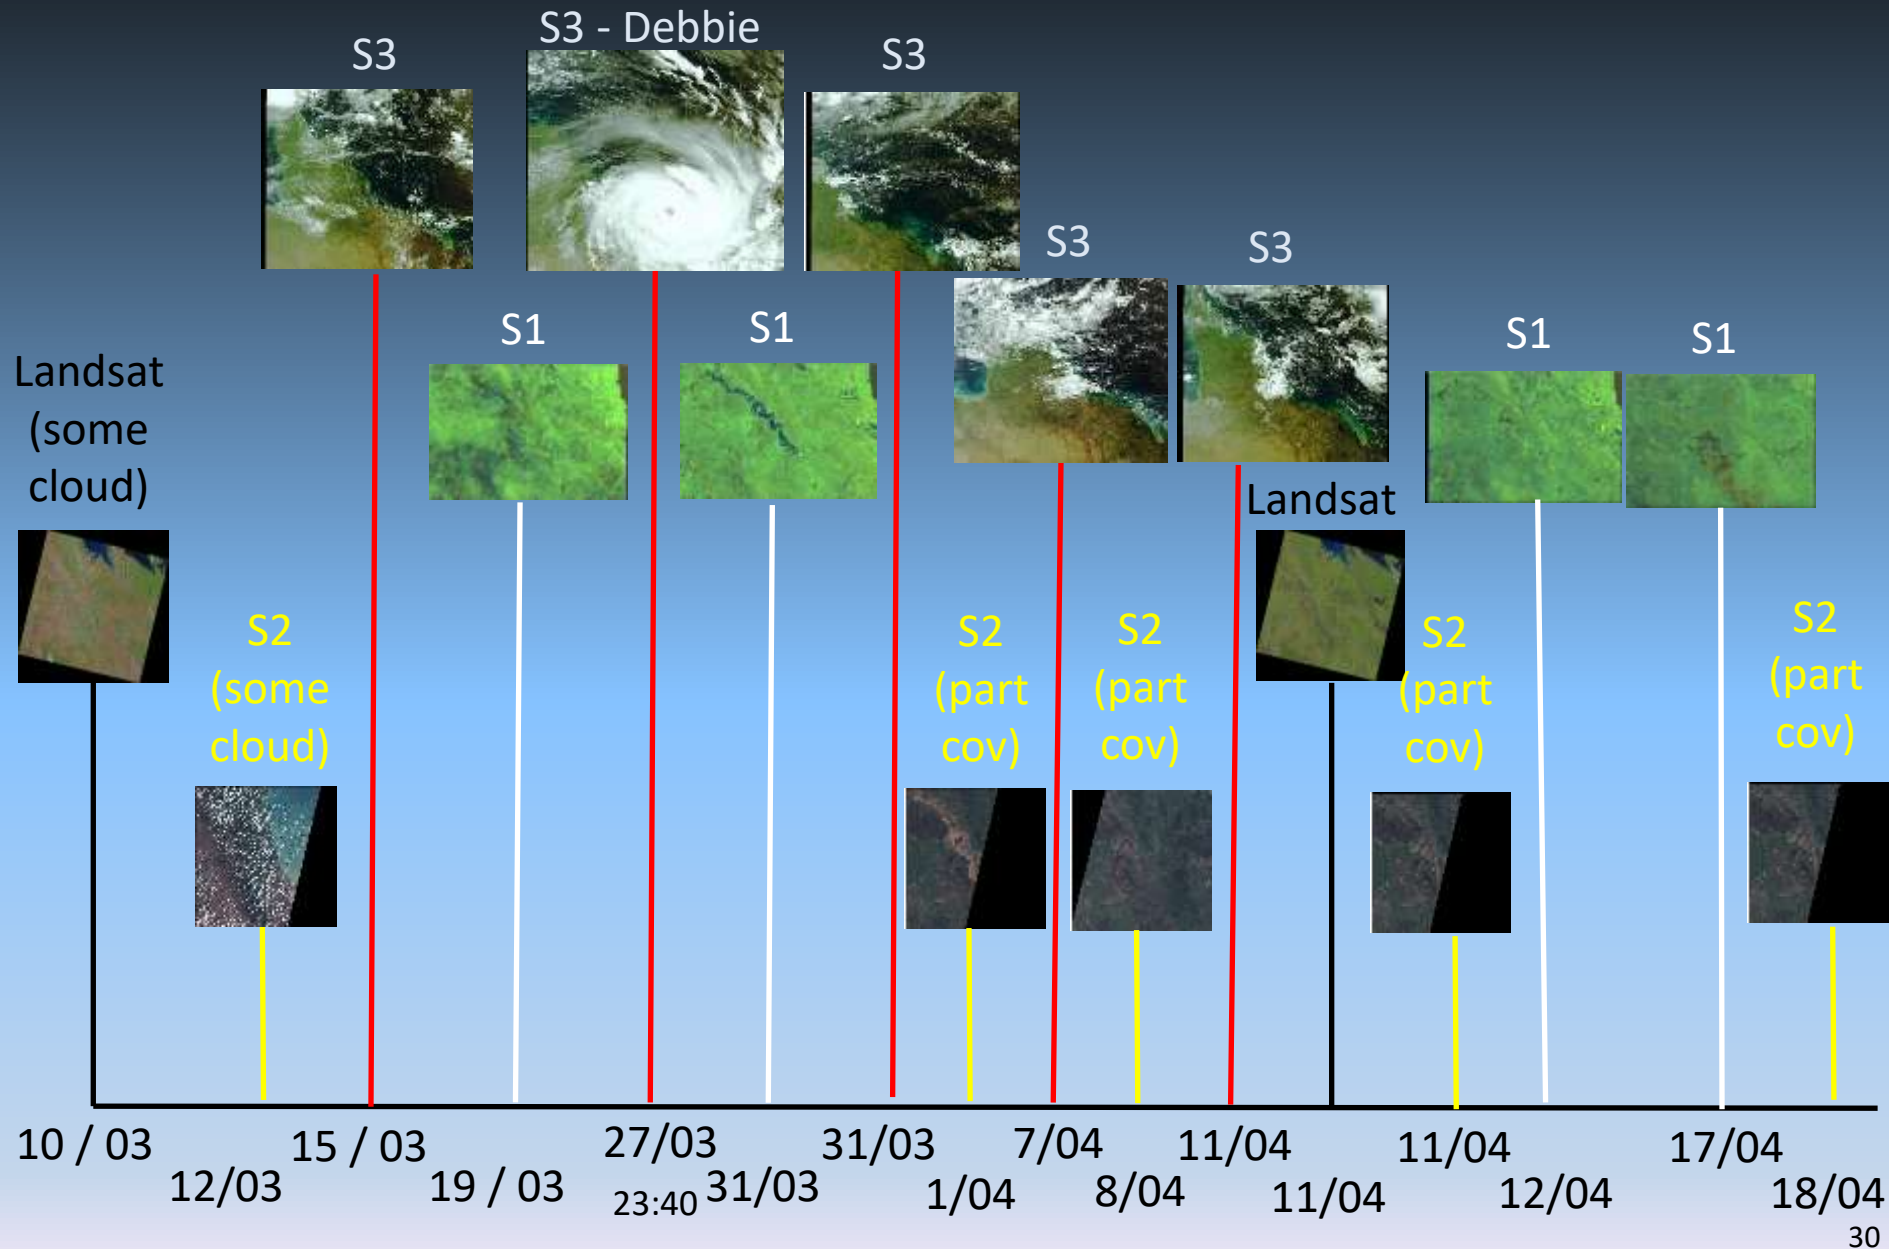 S3
S3 - Debbie
S3
S3
S3
S1
S1
S1
S1
Landsat
(some
cloud)
Landsat
S2
(some
cloud)
S2
(part
cov)
S2
(part
cov)
S2
(part
cov)
S2
(part
cov)
10 / 03
12/03
15 / 03
19 / 03
27/03
23:40
31/03
31/03
1/04
7/04
8/04
11/04
11/04
11/04
12/04
17/04
18/04
30